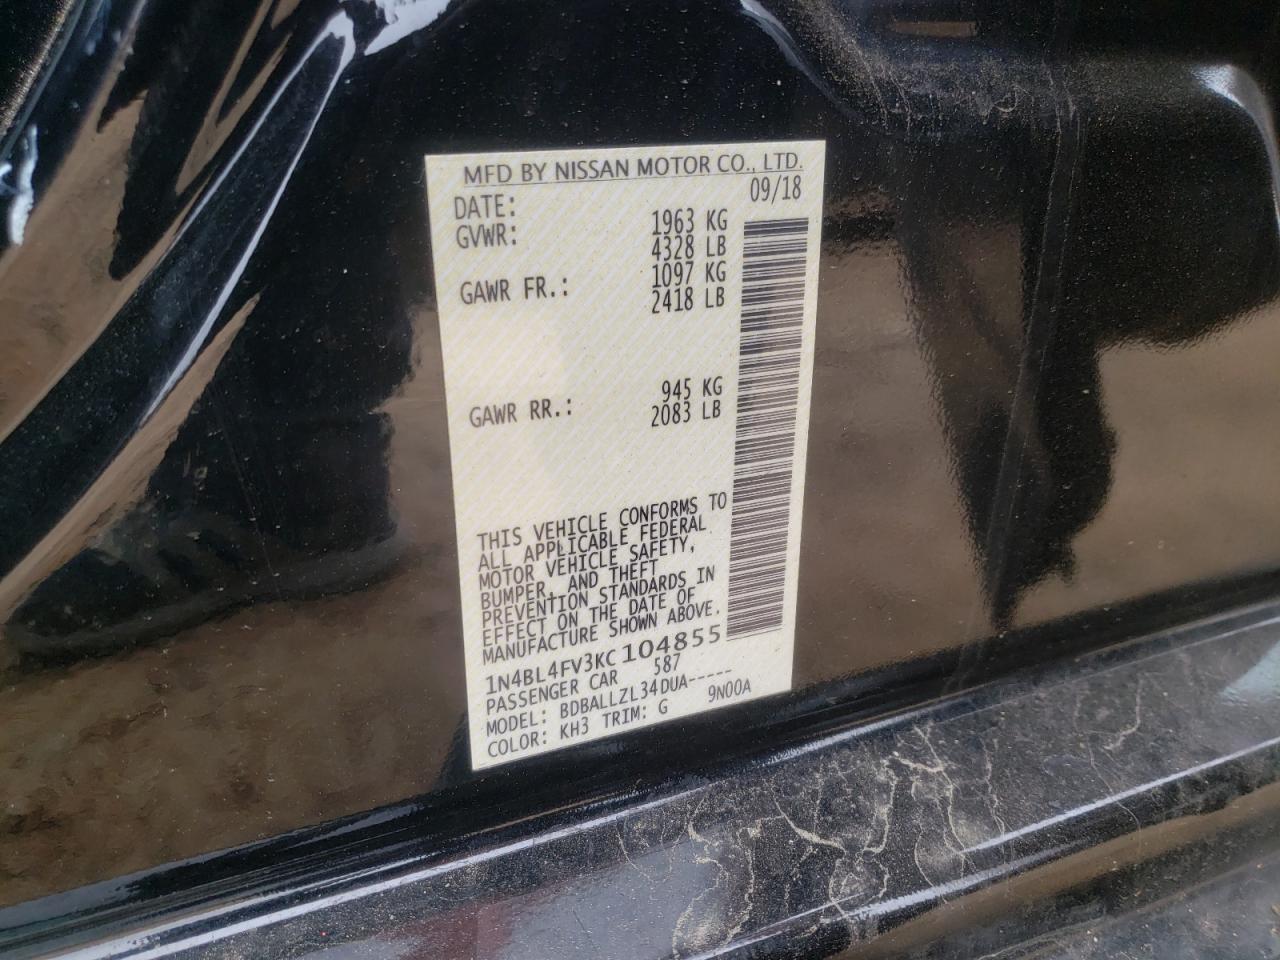 MFD BY NISSAN MOTOR CO., LTD.
DATE: 09/18
GVWR: 1963 KG
4328 LB
GAWR FR.: 1097 KG
2418 LB
GAWR RR.: 945 KG
2083 LB
THIS VEHICLE CONFORMS TO
ALL APPLICABLE FEDERAL
MOTOR VEHICLE SAFETY,
BUMPER, AND THEFT
PREVENTION STANDARDS IN
EFFECT ON THE DATE OF
MANUFACTURE SHOWN ABOVE.
1N4BL4FV3KC104855
PASSENGER CAR 587
MODEL: BDBALLZL34DUA-----
COLOR: KH3 TRIM: G 9N00A